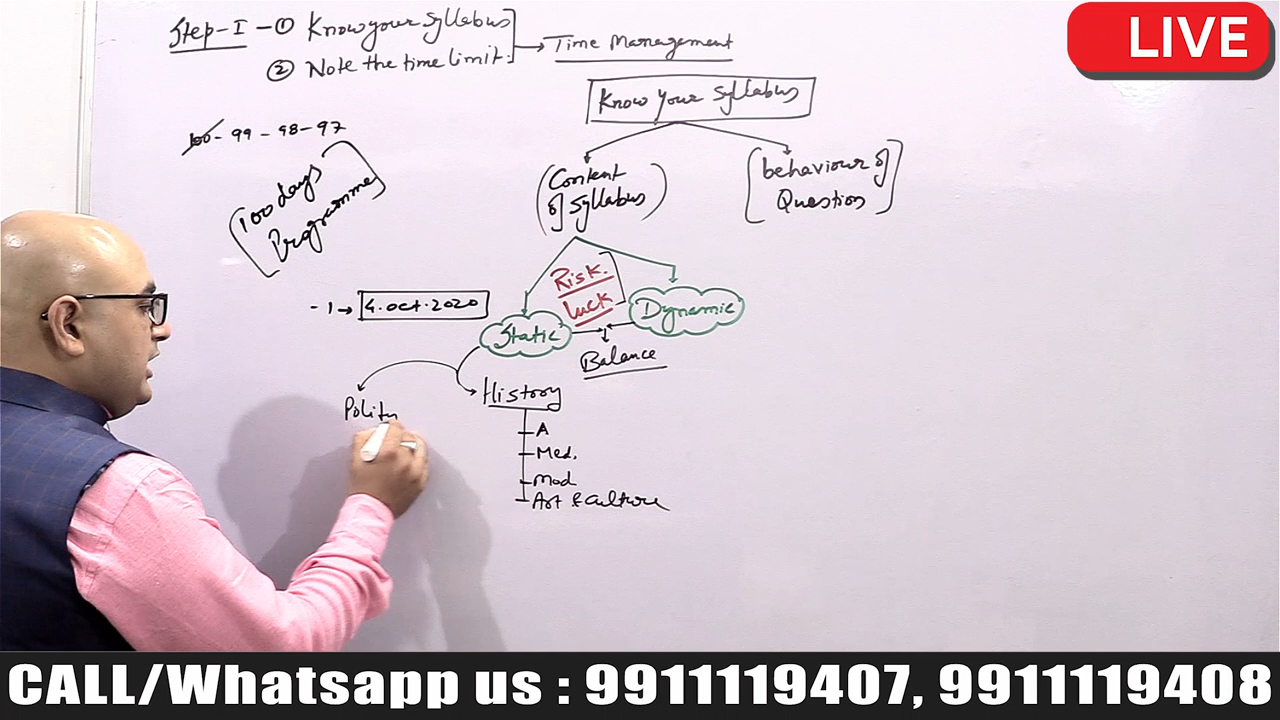 LIVE
Step-I - ① Know your Syllabus
② Note the time limit.
Time Management
Know your Syllabus
100 - 99 - 98 - 97
100 days
Programme
Content
of Syllabus
behaviour of
Question
Risk.
Luck
Static
Dynamic
Balance
- 1 → 4. Oct. 2020
Polity
History
A
Med.
Mod
Art & Culture
CALL/Whatsapp us : 9911119407, 9911119408